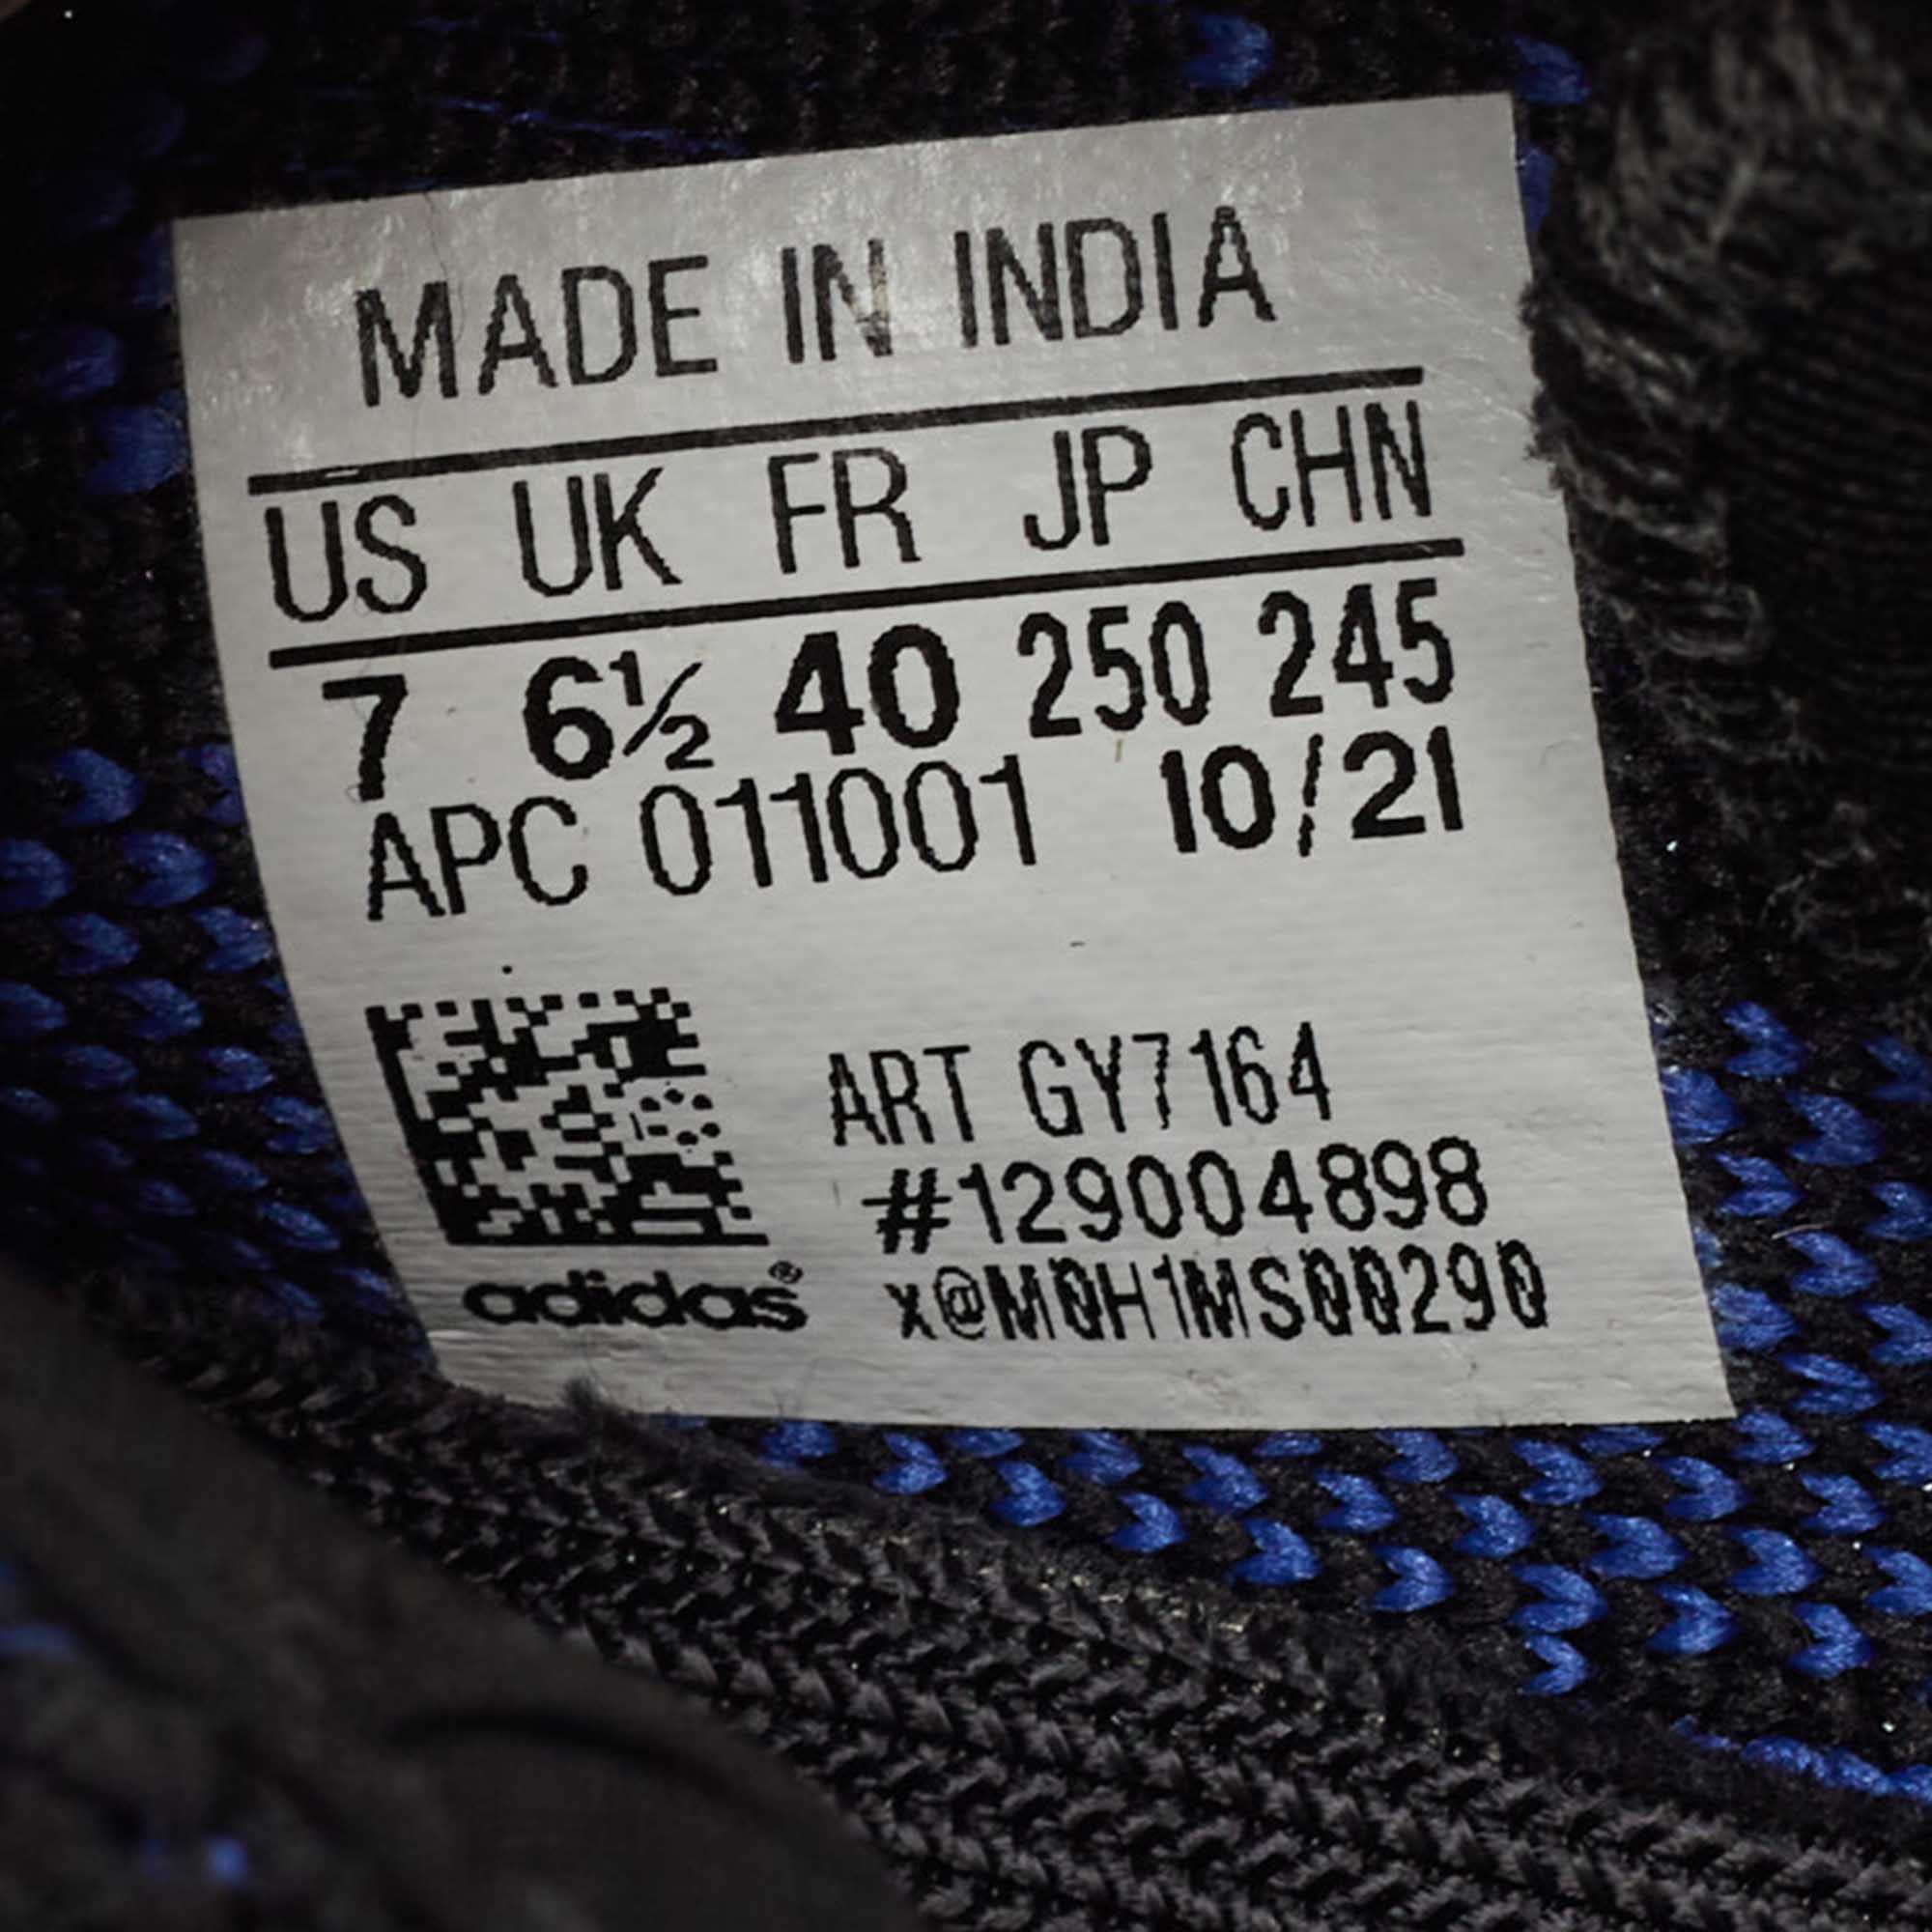 MADE IN INDIA
US UK FR JP CHN
7 6½ 40 250 245
APC 011001 10/21
ART GY7164
#129004898
adidas® x@M0H1MS00290